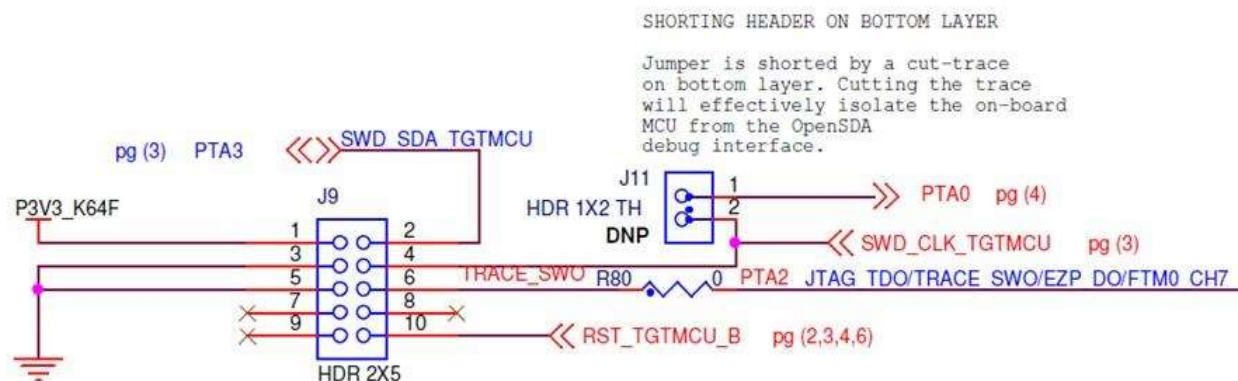 SHORTING HEADER ON BOTTOM LAYER
Jumper is shorted by a cut-trace
on bottom layer. Cutting the trace
will effectively isolate the on-board
MCU from the OpenSDA
debug interface.
pg (3) PTA3 SWD_SDA_TGTMCU
J9
P3V3_K64F
1 2
3 4
5 6
7 8
9 10
HDR 2X5
J11
HDR 1X2 TH
DNP
1
2
PTA0 pg (4)
SWD_CLK_TGTMCU pg (3)
TRACE_SWO R80 0 PTA2 JTAG_TDO/TRACE_SWO/EZP_DO/FTM0_CH7
RST_TGTMCU_B pg (2,3,4,6)